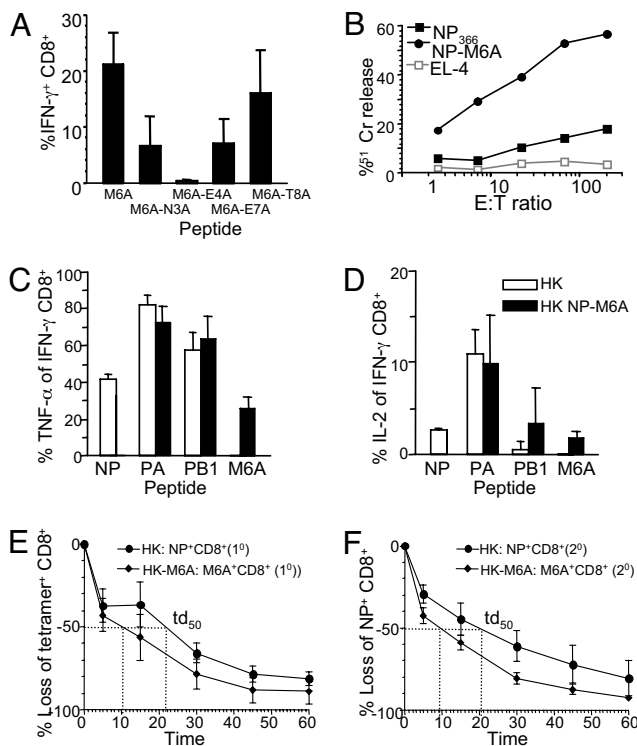 A
%IFN-γ⁺ CD8⁺
30
20
10
0
M6A
M6A-E4A
M6A-T8A
M6A-N3A
M6A-E7A
Peptide
B
%⁵¹ Cr release
60
40
20
0
NP₃₆₆
NP-M6A
EL-4
1
10
100
E:T ratio
C
% TNF-α of IFN-γ CD8⁺
100
80
60
40
20
0
NP
PA
PB1
M6A
Peptide
D
% IL-2 of IFN-γ CD8⁺
20
10
0
HK
HK NP-M6A
NP
PA
PB1
M6A
Peptide
E
% Loss of tetramer⁺ CD8⁺
0
-50
-100
HK: NP⁺CD8⁺(1⁰)
HK-M6A: M6A⁺CD8⁺ (1⁰))
td₅₀
0 10 20 30 40 50 60
Time
F
% Loss of NP⁺ CD8⁺
0
-50
-100
HK: NP⁺CD8⁺(2⁰)
HK-M6A: M6A⁺CD8⁺ (2⁰)
td₅₀
0 10 20 30 40 50 60
Time